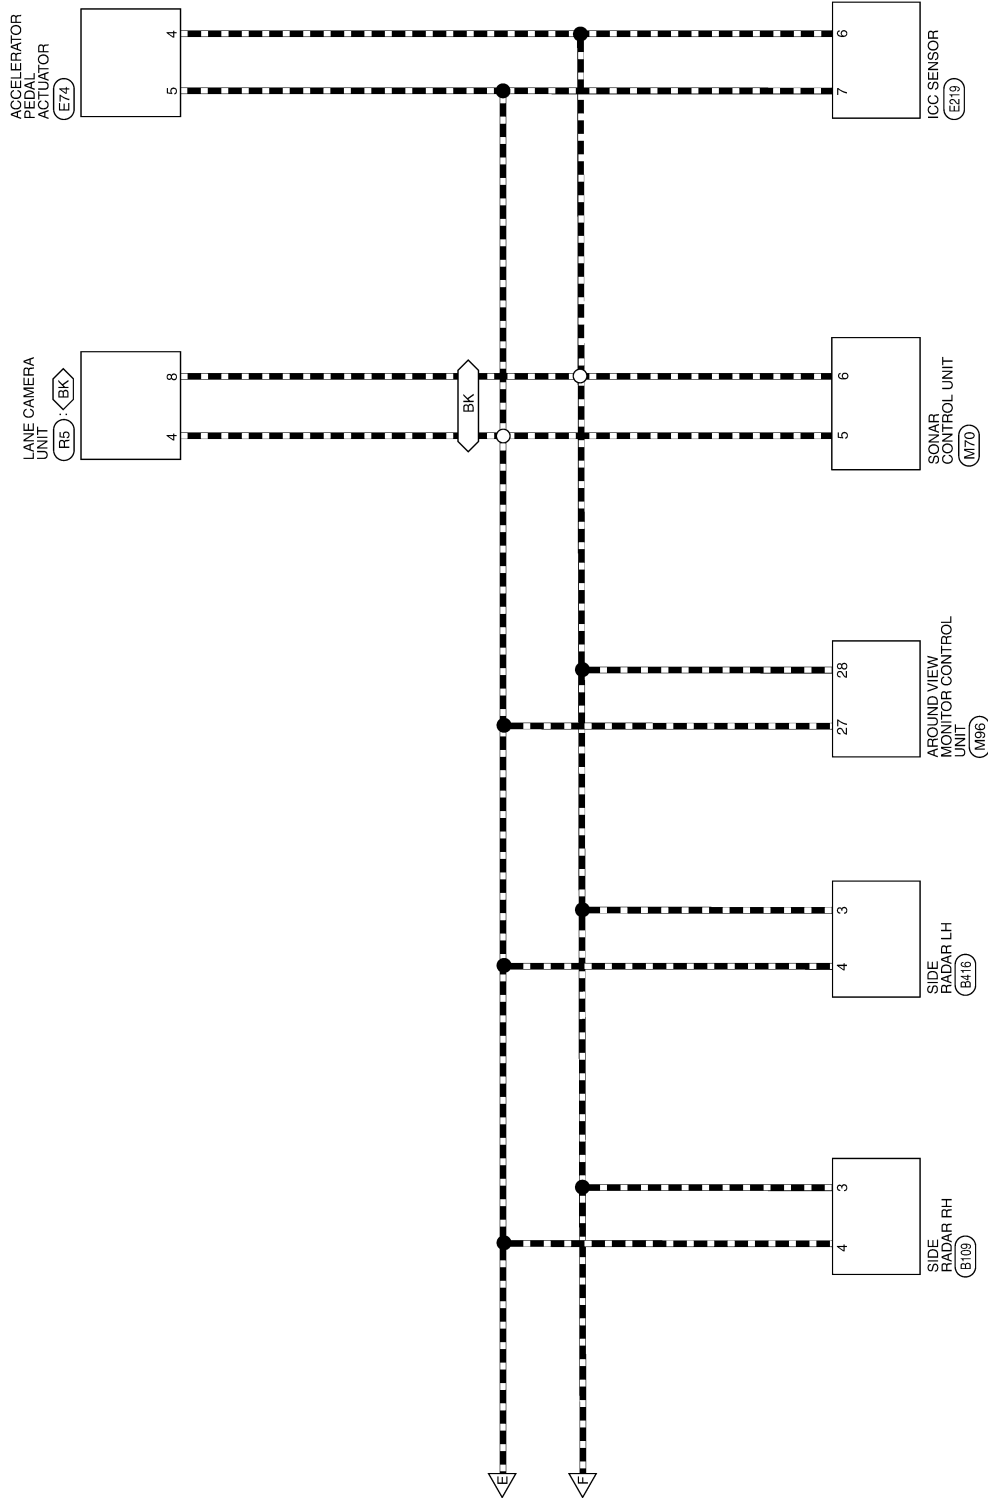 ACCELERATOR
PEDAL
ACTUATOR
E74
4
5
6
7
ICC SENSOR
E219
LANE CAMERA
UNIT
R5 : BK
8
4
BK
6
5
SONAR
CONTROL UNIT
M70
28
27
AROUND VIEW
MONITOR CONTROL
UNIT
M96
3
4
SIDE
RADAR LH
B416
3
4
SIDE
RADAR RH
B109
E
F